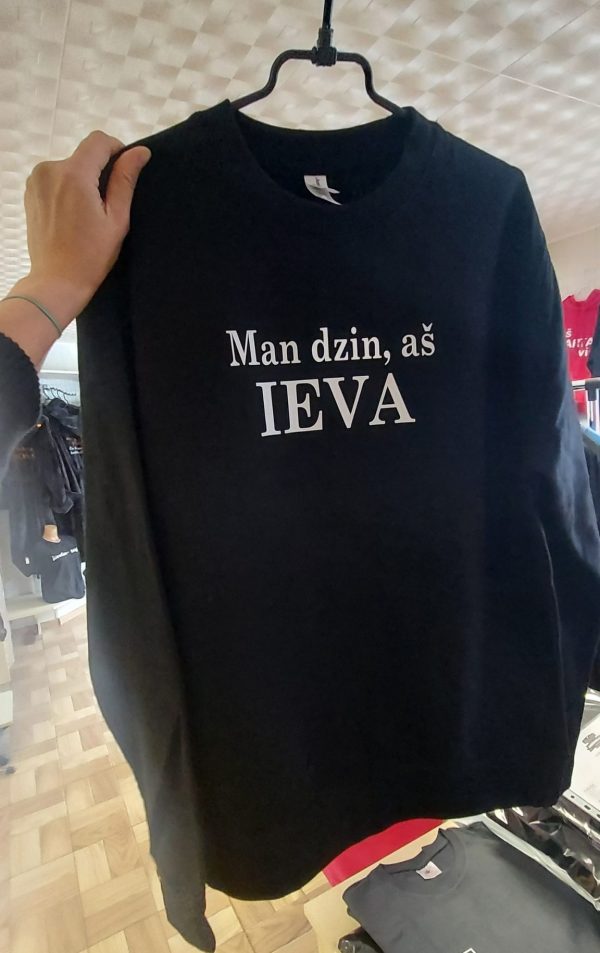 Man dzin, aš
IEVA